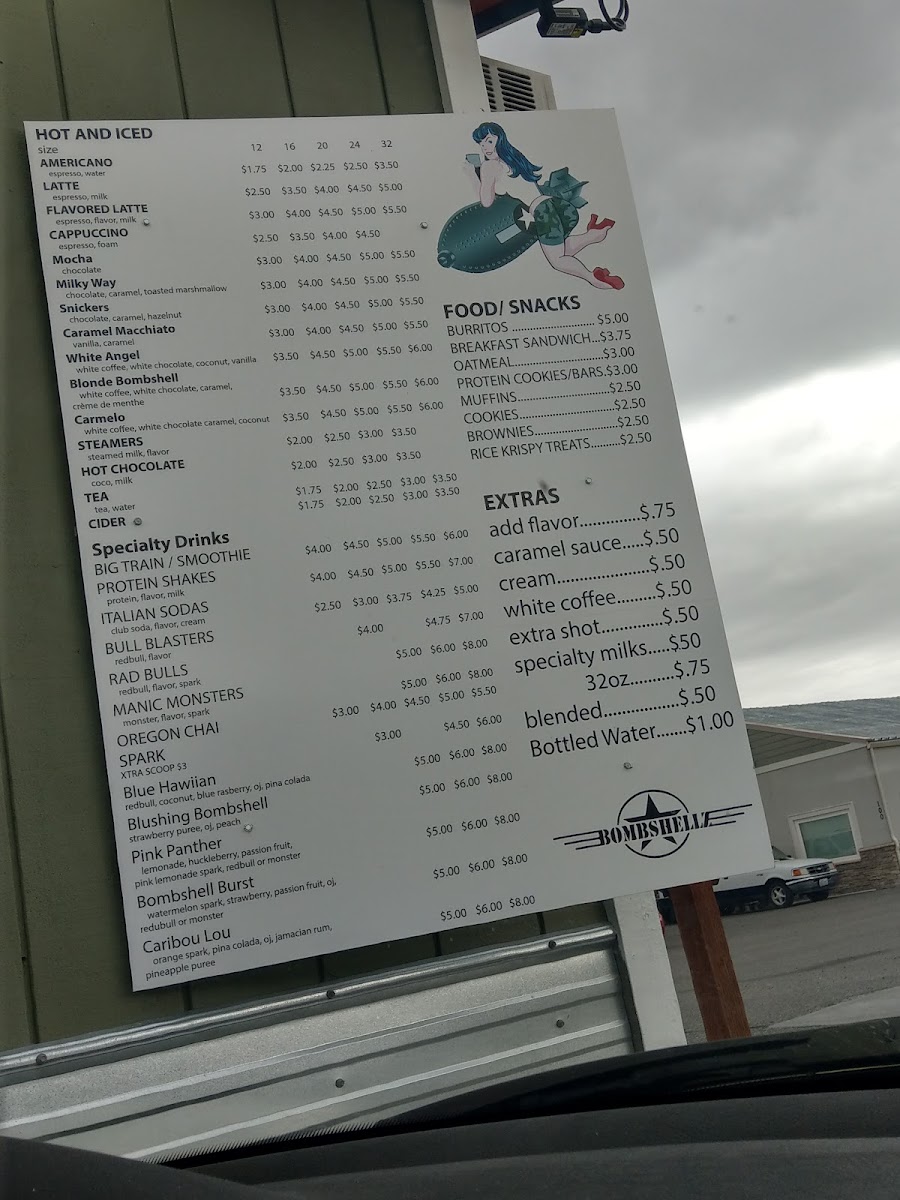 HOT AND ICED
size 12 16 20 24 32
AMERICANO $1.75 $2.00 $2.25 $2.50 $3.50
espresso, water
LATTE $2.50 $3.50 $4.00 $4.50 $5.00
espresso, milk
FLAVORED LATTE $3.00 $4.00 $4.50 $5.00 $5.50
espresso, flavor, milk
CAPPUCCINO $2.50 $3.50 $4.00 $4.50
espresso, foam
Mocha $3.00 $4.00 $4.50 $5.00 $5.50
chocolate
Milky Way $3.00 $4.00 $4.50 $5.00 $5.50
chocolate, caramel, toasted marshmallow
Snickers $3.00 $4.00 $4.50 $5.00 $5.50
chocolate, caramel, hazelnut
Caramel Macchiato $3.00 $4.00 $4.50 $5.00 $5.50
vanilla, caramel
White Angel $3.50 $4.50 $5.00 $5.50 $6.00
white coffee, white chocolate, coconut, vanilla
Blonde Bombshell $3.50 $4.50 $5.00 $5.50 $6.00
white coffee, white chocolate, caramel,
crème de menthe
Carmelo $3.50 $4.50 $5.00 $5.50 $6.00
white coffee, white chocolate caramel, coconut
STEAMERS $2.00 $2.50 $3.00 $3.50
steamed milk, flavor
HOT CHOCOLATE $2.00 $2.50 $3.00 $3.50
coco, milk
TEA $1.75 $2.00 $2.50 $3.00 $3.50
tea, water
CIDER $1.75 $2.00 $2.50 $3.00 $3.50
Specialty Drinks
BIG TRAIN / SMOOTHIE $4.00 $4.50 $5.00 $5.50 $6.00
PROTEIN SHAKES $4.00 $4.50 $5.00 $5.50 $7.00
protein, flavor, milk
ITALIAN SODAS $2.50 $3.00 $3.75 $4.25 $5.00
club soda, flavor, cream
BULL BLASTERS $4.00 $4.75 $7.00
redbull, flavor
RAD BULLS $5.00 $6.00 $8.00
redbull, flavor, spark
MANIC MONSTERS $5.00 $6.00 $8.00
monster, flavor, spark
OREGON CHAI $3.00 $4.00 $4.50 $5.00 $5.50
SPARK $3.00 $4.50 $6.00
XTRA SCOOP $3
Blue Hawiian $5.00 $6.00 $8.00
redbull, coconut, blue rasberry, oj, pina colada
Blushing Bombshell $5.00 $6.00 $8.00
strawberry puree, oj, peach
Pink Panther $5.00 $6.00 $8.00
lemonade, huckleberry, passion fruit,
pink lemonade spark, redbull or monster
Bombshell Burst $5.00 $6.00 $8.00
watermelon spark, strawberry, passion fruit, oj,
redubull or monster
Caribou Lou $5.00 $6.00 $8.00
orange spark, pina colada, oj, jamacian rum,
pineapple puree
FOOD/ SNACKS
BURRITOS ............................ $5.00
BREAKFAST SANDWICH...$3.75
OATMEAL..............................$3.00
PROTEIN COOKIES/BARS.$3.00
MUFFINS..............................$2.50
COOKIES...............................$2.50
BROWNIES...........................$2.50
RICE KRISPY TREATS..........$2.50
EXTRAS
add flavor..............$.75
caramel sauce.....$.50
cream.....................$.50
white coffee.........$.50
extra shot..............$.50
specialty milks.....$50
32oz..........$.75
blended.................$.50
Bottled Water.......$1.00
BOMBSHELLZ
100